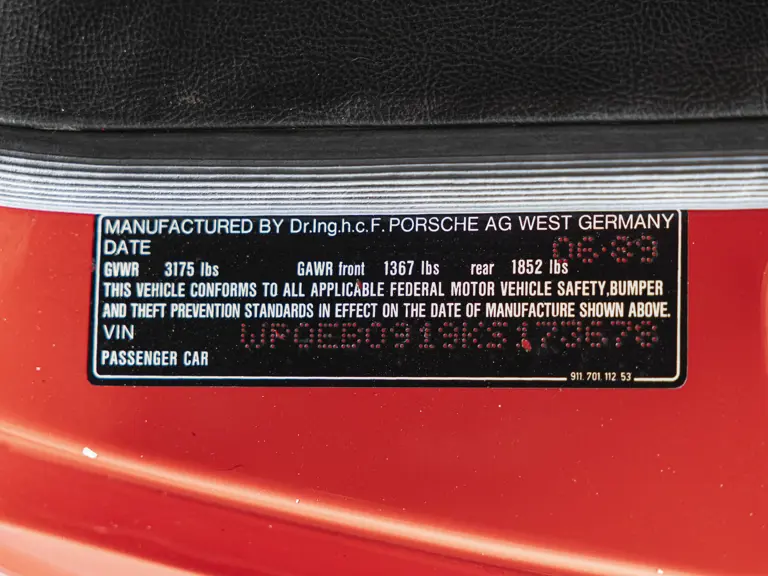 MANUFACTURED BY Dr.Ing.h.c.F. PORSCHE AG WEST GERMANY
DATE 06-89
GVWR 3175 lbs GAWR front 1367 lbs rear 1852 lbs
THIS VEHICLE CONFORMS TO ALL APPLICABLE FEDERAL MOTOR VEHICLE SAFETY,BUMPER
AND THEFT PREVENTION STANDARDS IN EFFECT ON THE DATE OF MANUFACTURE SHOWN ABOVE.
VIN WP0EB0919KS173678
PASSENGER CAR
911. 701. 112 53